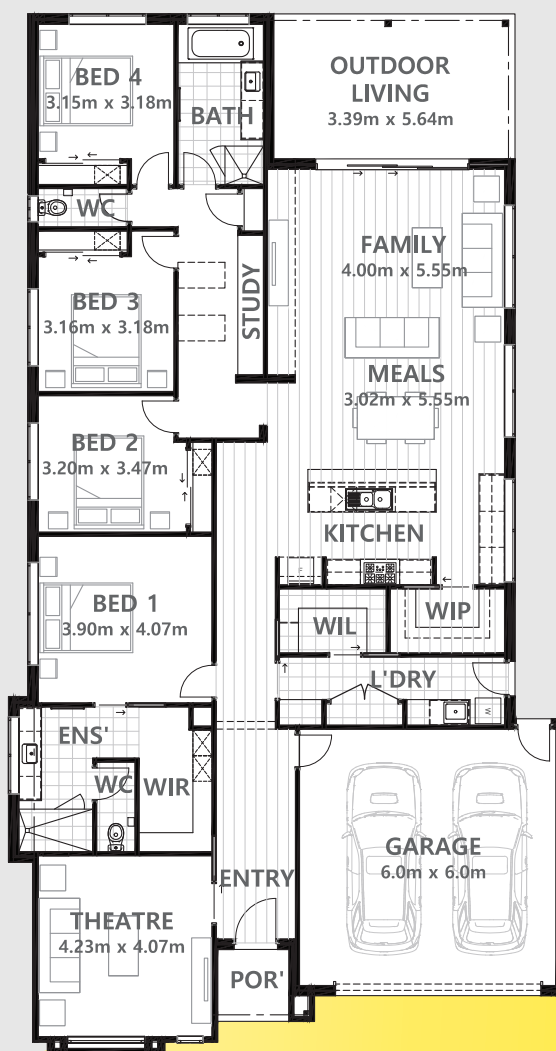 BED 4
3.15m x 3.18m
BATH
OUTDOOR
LIVING
3.39m x 5.64m
WC
FAMILY
4.00m x 5.55m
STUDY
BED 3
3.16m x 3.18m
MEALS
3.02m x 5.55m
BED 2
3.20m x 3.47m
KITCHEN
BED 1
3.90m x 4.07m
WIL
WIP
L'DRY
W
ENS'
WC
WIR
GARAGE
6.0m x 6.0m
ENTRY
THEATRE
4.23m x 4.07m
POR'